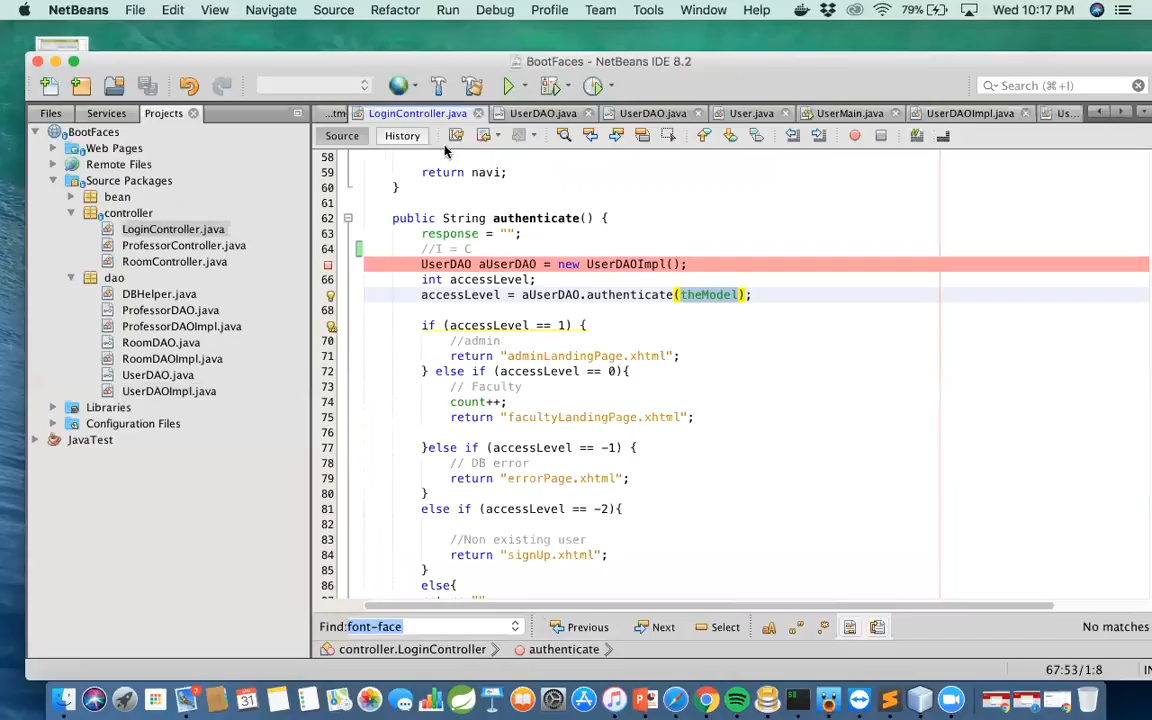 NetBeans File Edit View Navigate Source Refactor Run Debug Profile Team Tools Window Help 79% Wed 10:17 PM
BootFaces - NetBeans IDE 8.2
Search (⌘+I)
Files Services Projects ...tm LoginController.java UserDAO.java UserDAO.java User.java UserMain.java UserDAOImpl.java Us...
Source History
BootFaces
Web Pages
Remote Files
Source Packages
bean
controller
LoginController.java
ProfessorController.java
RoomController.java
dao
DBHelper.java
ProfessorDAO.java
ProfessorDAOImpl.java
RoomDAO.java
RoomDAOImpl.java
UserDAO.java
UserDAOImpl.java
Libraries
Configuration Files
JavaTest
58
59 return navi;
60 }
61
62 public String authenticate() {
63 response = "";
64 //I = C
UserDAO aUserDAO = new UserDAOImpl();
66 int accessLevel;
accessLevel = aUserDAO.authenticate(theModel);
68
if (accessLevel == 1) {
70 //admin
71 return "adminLandingPage.xhtml";
72 } else if (accessLevel == 0){
73 // Faculty
74 count++;
75 return "facultyLandingPage.xhtml";
76
77 }else if (accessLevel == -1) {
78 // DB error
79 return "errorPage.xhtml";
80 }
81 else if (accessLevel == -2){
82
83 //Non existing user
84 return "signUp.xhtml";
85 }
86 else{
Find: font-face Previous Next Select aA No matches
controller.LoginController authenticate
67:53/1:8 IN
31